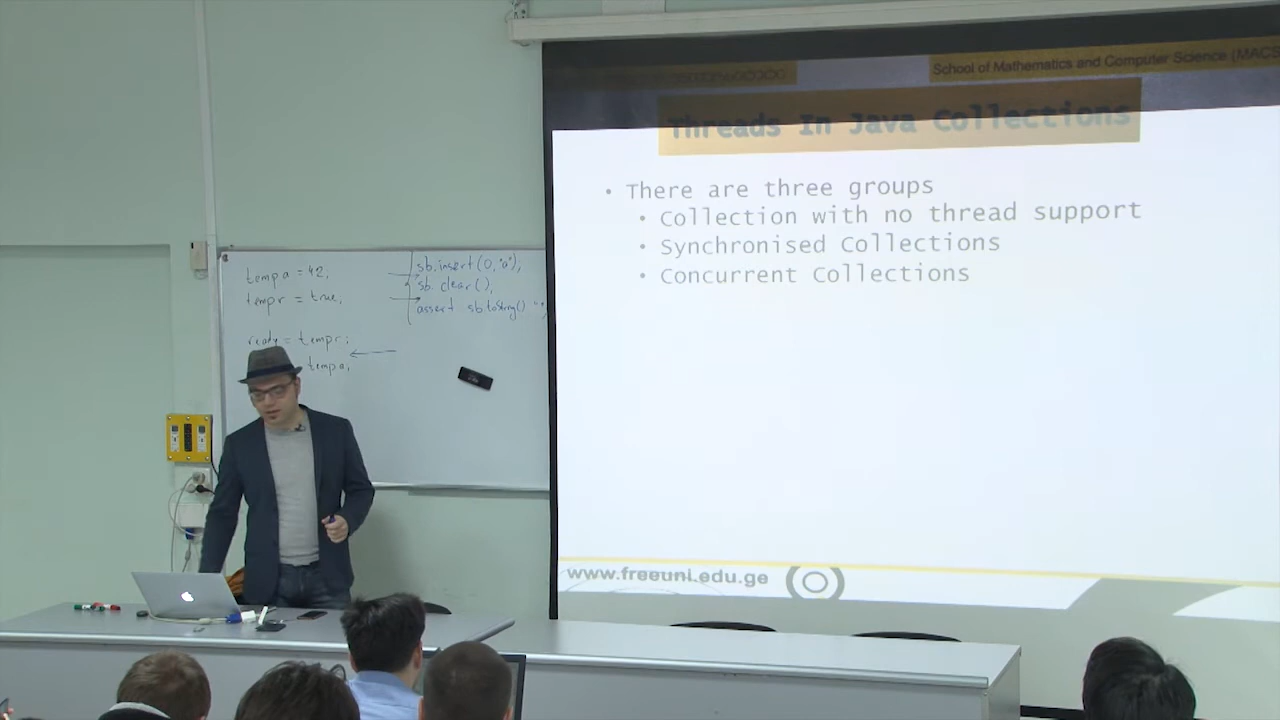 School of Mathematics and Computer Science (MACS
Threads In Java Collections
• There are three groups
• Collection with no thread support
• Synchronised Collections
• Concurrent Collections
www.freeuni.edu.ge
tempa = 42;
tempr = true;
ready = tempr;
tempa;
sb.insert(0,"a");
sb.clear();
assert sb.toString()